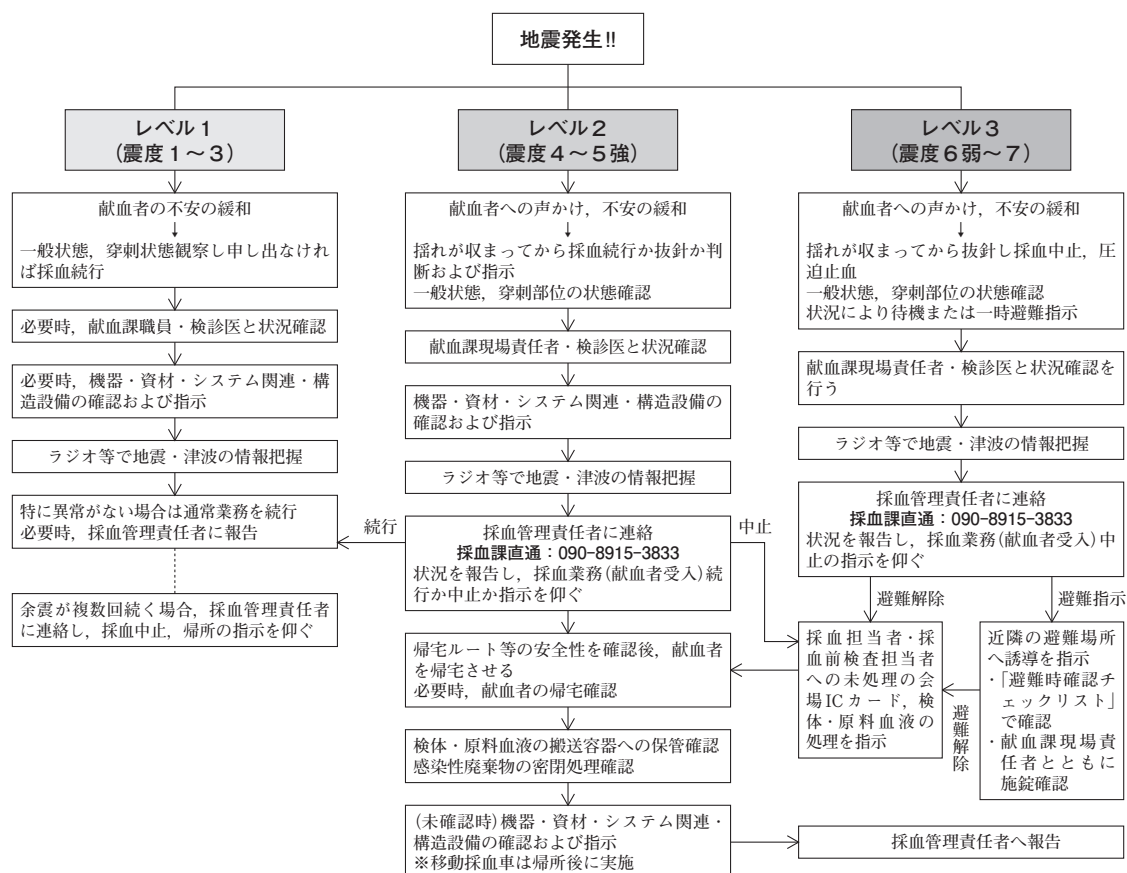 地震発生!!
レベル1
(震度1～3)
献血者の不安の緩和
一般状態，穿刺状態観察し申し出なけれ
ば採血続行
必要時，献血課職員・検診医と状況確認
必要時，機器・資材・システム関連・構
造設備の確認および指示
ラジオ等で地震・津波の情報把握
特に異常がない場合は通常業務を続行
必要時，採血管理責任者に報告
余震が複数回続く場合，採血管理責任者
に連絡し，採血中止，帰所の指示を仰ぐ
レベル2
(震度4～5強)
献血者への声かけ，不安の緩和
揺れが収まってから採血続行か抜針か判
断および指示
一般状態，穿刺部位の状態確認
献血課現場責任者・検診医と状況確認
機器・資材・システム関連・構造設備の
確認および指示
ラジオ等で地震・津波の情報把握
続行
採血管理責任者に連絡
採血課直通：090-8915-3833
状況を報告し，採血業務(献血者受入)続
行か中止か指示を仰ぐ
中止
帰宅ルート等の安全性を確認後，献血者
を帰宅させる
必要時，献血者の帰宅確認
検体・原料血液の搬送容器への保管確認
感染性廃棄物の密閉処理確認
(未確認時)機器・資材・システム関連・
構造設備の確認および指示
※移動採血車は帰所後に実施
レベル3
(震度6弱～7)
献血者への声かけ，不安の緩和
揺れが収まってから抜針し採血中止，圧
迫止血
一般状態，穿刺部位の状態確認
状況により待機または一時避難指示
献血課現場責任者・検診医と状況確認を
行う
ラジオ等で地震・津波の情報把握
採血管理責任者に連絡
採血課直通：090-8915-3833
状況を報告し，採血業務(献血者受入)中
止の指示を仰ぐ
避難解除
避難指示
採血担当者・採
血前検査担当者
への未処理の会
場ICカード，検
体・原料血液の
処理を指示
近隣の避難場所
へ誘導を指示
・「避難時確認チ
ェックリスト」
で確認
・献血課現場責
任者とともに
施錠確認
避難解除
採血管理責任者へ報告